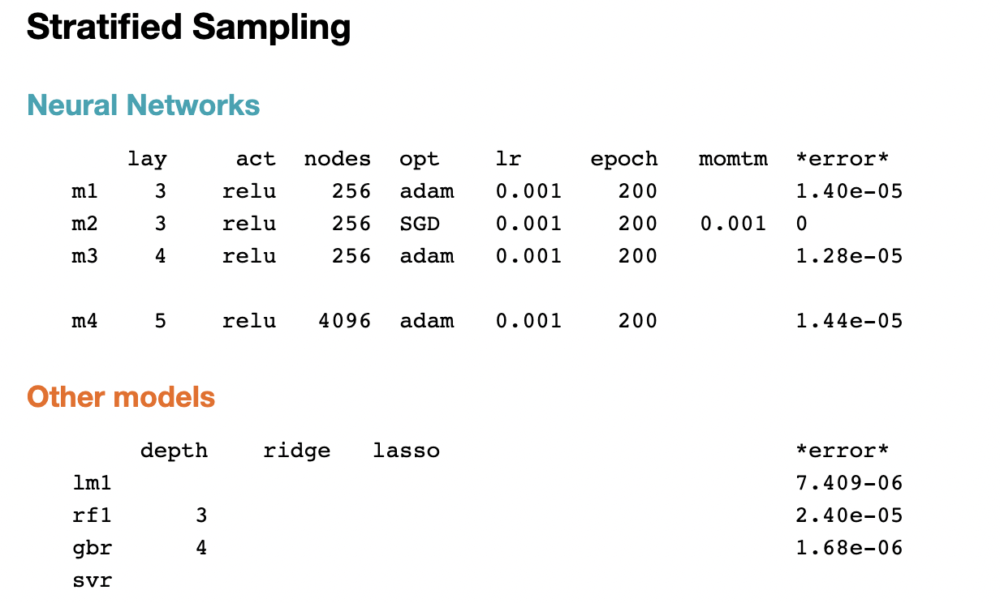 Stratified Sampling
Neural Networks
lay act nodes opt lr epoch momtm *error*
m1 3 relu 256 adam 0.001 200 1.40e-05
m2 3 relu 256 SGD 0.001 200 0.001 0
m3 4 relu 256 adam 0.001 200 1.28e-05
m4 5 relu 4096 adam 0.001 200 1.44e-05
Other models
depth ridge lasso *error*
lm1 7.409-06
rf1 3 2.40e-05
gbr 4 1.68e-06
svr